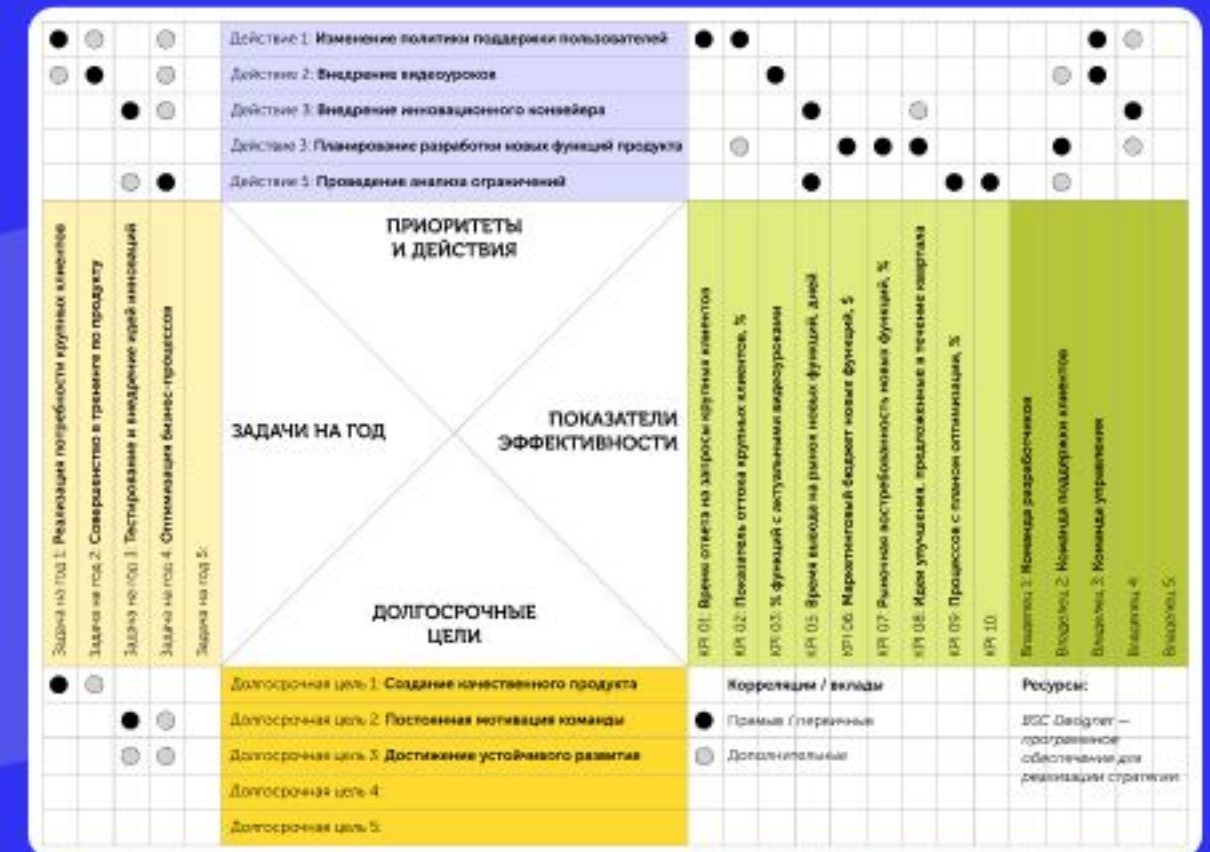 Действие 1: Изменение политики поддержки пользователей
Действие 2: Внедрение видеоуроков
Действие 3: Внедрение инновационного конвейера
Действие 3: Планирование разработки новых функций продукта
Действие 5: Проведения анализа ограничений
ПРИОРИТЕТЫ
И ДЕЙСТВИЯ
ЗАДАЧИ НА ГОД
ПОКАЗАТЕЛИ
ЭФФЕКТИВНОСТИ
ДОЛГОСРОЧНЫЕ
ЦЕЛИ
Задача на год 1: Реализация потребности крупных клиентов
Задача на год 2: Совершенство в тренинге по продукту
Задача на год 3: Тестирование и внедрение идей инноваций
Задача на год 4: Оптимизация бизнес-процессов
Задача на год 5:
KPI 01: Время ответа на запросы крупных клиентов
KPI 02: Показатель оттока крупных клиентов, %
KPI 03: % функций с актуальными видеоуроками
KPI 05: Время выхода на рынок новых функций, дней
KPI 06: Маркетинговый бюджет новых функций, $
KPI 07: Рыночная востребованность новых функций, %
KPI 08: Идеи улучшения, предложенные в течение квартала
KPI 09: Процессов с планом оптимизации, %
KPI 10:
Владелец 1: Команда разработчиков
Владелец 2: Команда поддержки клиентов
Владелец 3: Команда управления
Владелец 4:
Владелец 5:
Долгосрочная цель 1: Создание качественного продукта
Долгосрочная цель 2: Постоянная мотивация команды
Долгосрочная цель 3: Достижение устойчивого развития
Долгосрочная цель 4:
Долгосрочная цель 5:
Корреляции / вклады
Прямые / первичные
Дополнительные
Ресурсы:
BSC Designer —
программное
обеспечение для
реализации стратегии